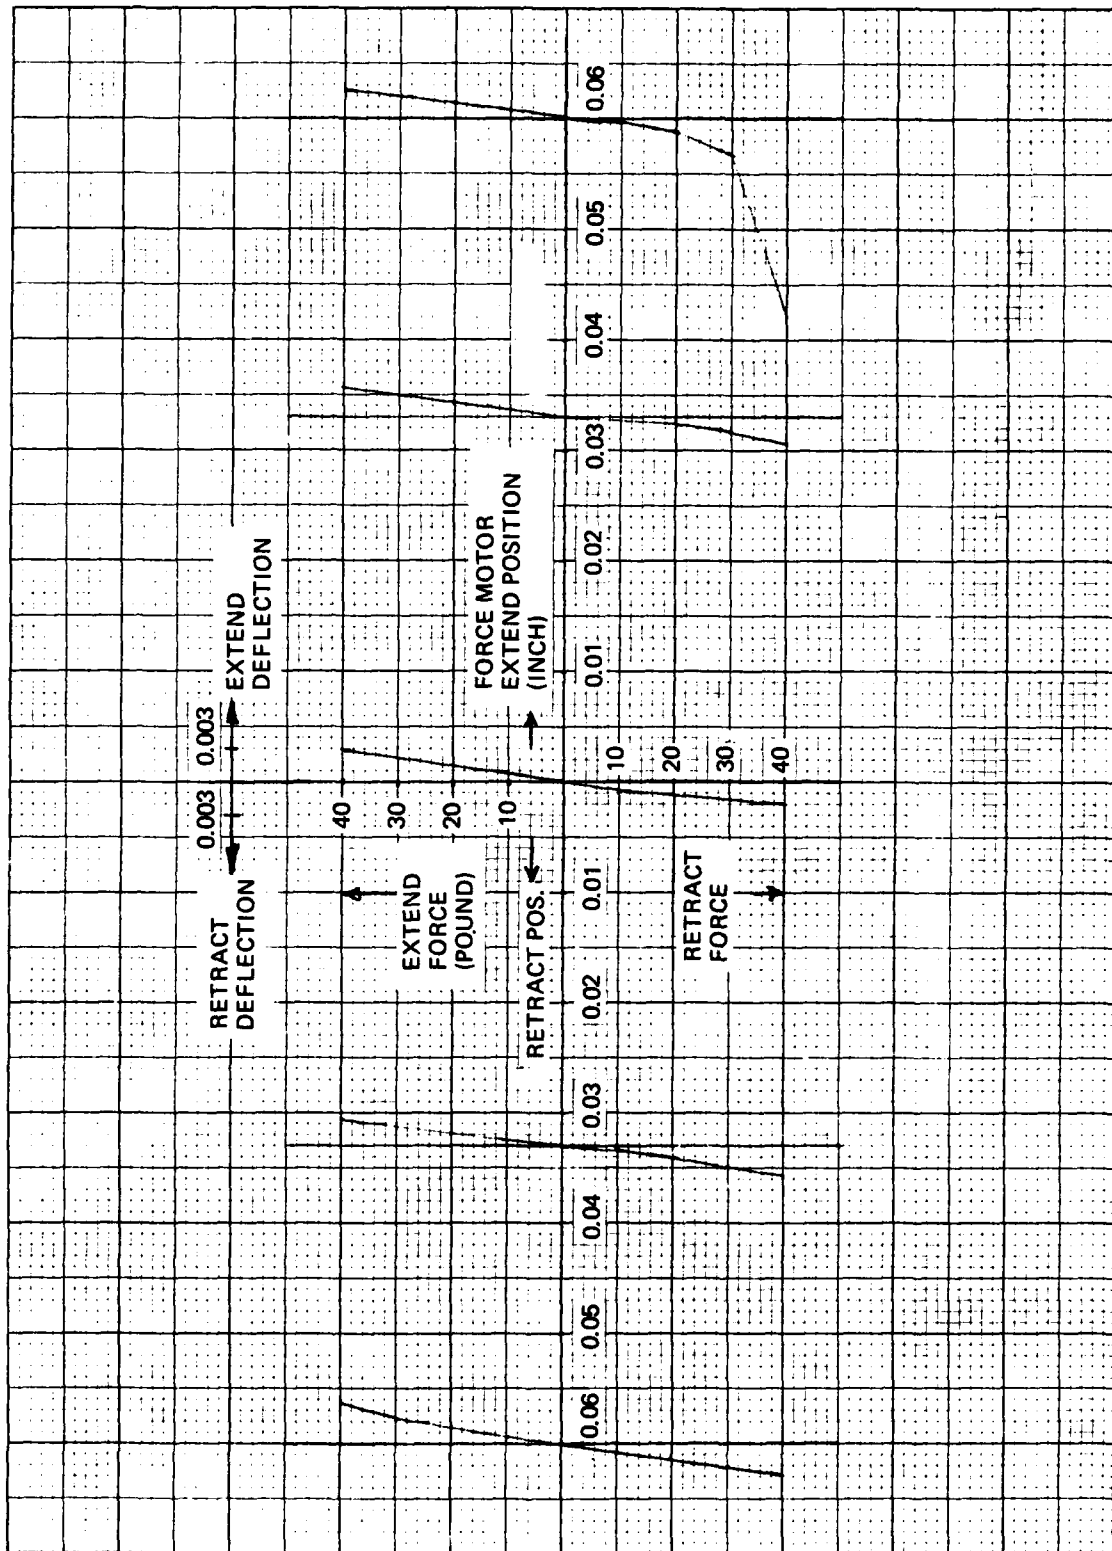 RETRACT
DEFLECTION
0.003
0.003
EXTEND
DEFLECTION
40
30
20
10
EXTEND
FORCE
(POUND)
RETRACT POS.
FORCE MOTOR
EXTEND POSITION
(INCH)
0.06
0.05
0.04
0.03
0.02
0.01
0.01
0.02
0.03
0.04
0.05
0.06
10
20
30
40
RETRACT
FORCE